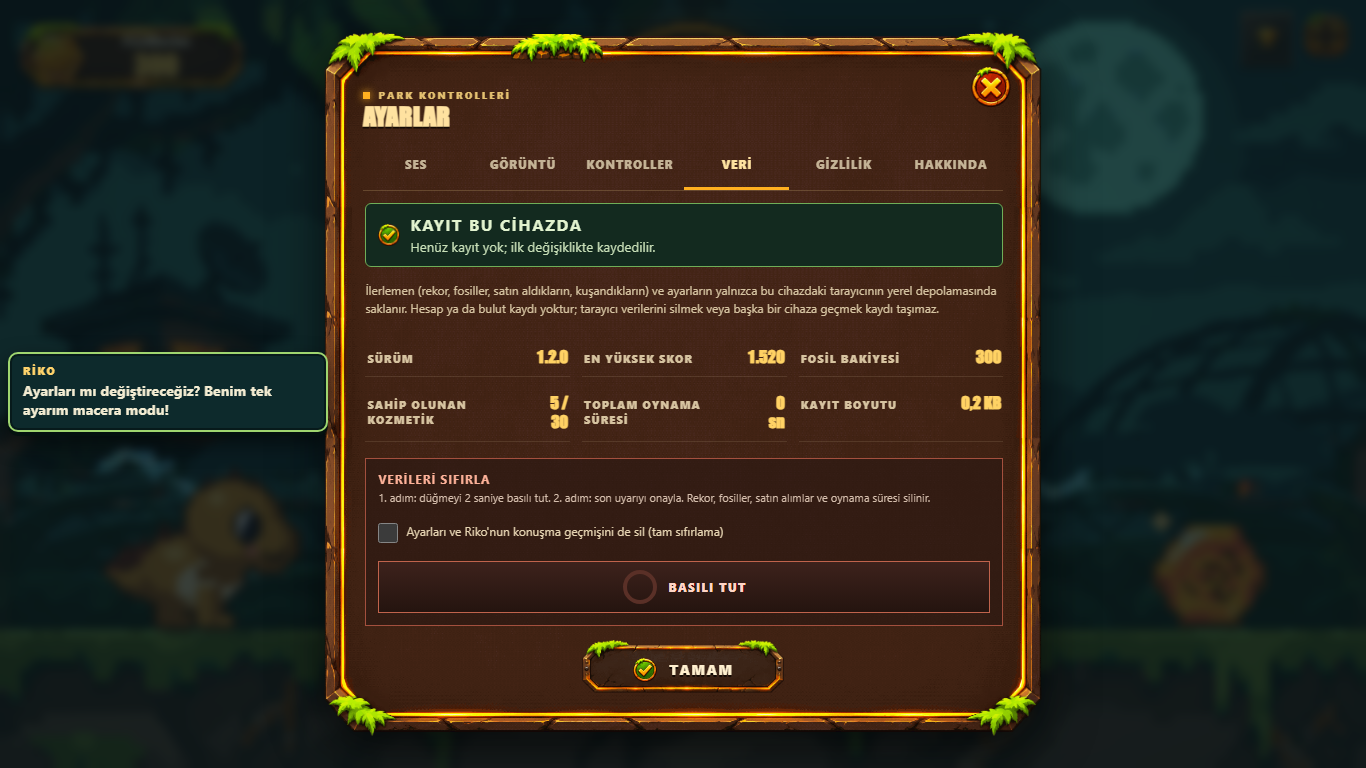 PARK KONTROLLERİ
AYARLAR
SES GÖRÜNTÜ KONTROLLER VERİ GİZLİLİK HAKKINDA
KAYIT BU CİHAZDA
Henüz kayıt yok; ilk değişiklikte kaydedilir.
İlerlemen (rekor, fosiller, satın aldıkların, kuşandıkların) ve ayarların yalnızca bu cihazdaki tarayıcının yerel depolamasında
saklanır. Hesap ya da bulut kaydı yoktur; tarayıcı verilerini silmek veya başka bir cihaza geçmek kaydı taşımaz.
RİKO
Ayarları mı değiştireceğiz? Benim tek
ayarım macera modu!
SÜRÜM 1.2.0 EN YÜKSEK SKOR 1.520 FOSİL BAKİYESİ 300
SAHİP OLUNAN
KOZMETİK
5 /
30
TOPLAM OYNAMA
SÜRESİ
0
sn
KAYIT BOYUTU 0,2 KB
VERİLERİ SIFIRLA
1. adım: düğmeyi 2 saniye basılı tut. 2. adım: son uyarıyı onayla. Rekor, fosiller, satın alımlar ve oynama süresi silinir.
Ayarları ve Riko'nun konuşma geçmişini de sil (tam sıfırlama)
BASILI TUT
TAMAM